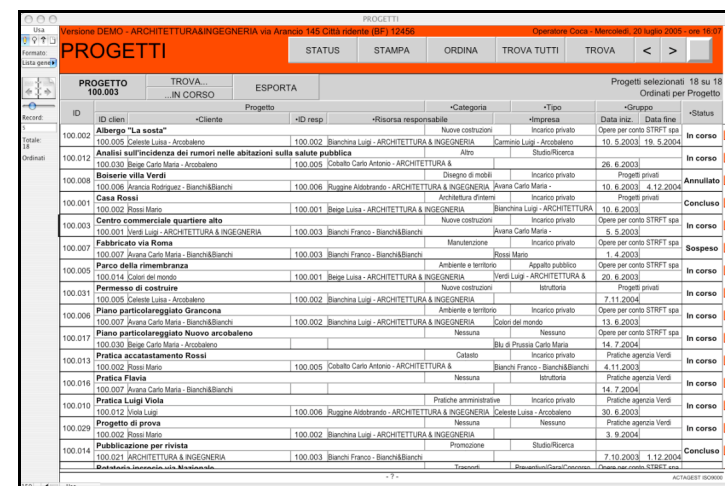 PROGETTI
Usa
Versione DEMO - ARCHITETTURA&INGEGNERIA via Arancio 145 Città ridente (BF) 12456 Operatore Coca - Mercoledì, 20 luglio 2005 - ore 16:07
PROGETTI STATUS STAMPA ORDINA TROVA TUTTI TROVA < >
Formato:
Lista gene
PROGETTO 100.003 TROVA... ...IN CORSO ESPORTA Progetti selezionati 18 su 18
Ordinati per Progetto
Record:
5
Totale:
18
Ordinati
ID Progetto •Categoria •Tipo •Gruppo •Status
ID clien •Cliente •ID resp •Risorsa responsabile •Impresa Data iniz. Data fine
100.002 Albergo "La sosta" Nuove costruzioni Incarico privato Opere per conto STRFT spa In corso
100.005 Celeste Luisa - Arcobaleno 100.002 Bianchina Luigi - ARCHITETTURA & INGEGNERIA Carminio Luigi - Arcobaleno 10. 5.2003 19. 5.2004
100.012 Analisi sull'incidenza dei rumori nelle abitazioni sulla salute pubblica Altro Studio/Ricerca In corso
100.030 Beige Carlo Maria - Arcobaleno 100.005 Cobalto Carlo Antonio - ARCHITETTURA & 26. 6.2003
100.008 Boiserie villa Verdi Disegno di mobili Incarico privato Progetti privati Annullato
100.006 Arancia Rodriguez - Bianchi&Bianchi 100.006 Ruggine Aldobrando - ARCHITETTURA & INGEGNERIA Avana Carlo Maria - 10. 6.2003 4.12.2004
100.001 Casa Rossi Architettura d'interni Incarico privato Progetti privati Concluso
100.002 Rossi Mario 100.001 Beige Luisa - ARCHITETTURA & INGEGNERIA Bianchina Luigi - ARCHITETTURA 10. 6.2003
100.003 Centro commerciale quartiere alto Nuove costruzioni Incarico privato Opere per conto STRFT spa In corso
100.001 Verdi Luigi - ARCHITETTURA & INGEGNERIA 100.003 Bianchi Franco - Bianchi&Bianchi Avana Carlo Maria - 5. 5.2003
100.007 Fabbricato via Roma Manutenzione Incarico privato Opere per conto STRFT spa Sospeso
100.007 Avana Carlo Maria - Bianchi&Bianchi 100.003 Bianchi Franco - Bianchi&Bianchi Rossi Mario 1. 4.2003
100.005 Parco della rimembranza Ambiente e territorio Appalto pubblico Opere per conto STRFT spa In corso
100.014 Colori del mondo 100.001 Beige Luisa - ARCHITETTURA & INGEGNERIA Verdi Luigi - ARCHITETTURA & 20. 6.2003
100.031 Permesso di costruire Nuove costruzioni Istruttoria Progetti privati In corso
100.005 Celeste Luisa - Arcobaleno 100.002 Bianchina Luigi - ARCHITETTURA & INGEGNERIA 7.11.2004
100.006 Piano particolareggiato Grancona Ambiente e territorio Incarico privato Opere per conto STRFT spa In corso
100.007 Avana Carlo Maria - Bianchi&Bianchi 100.002 Bianchina Luigi - ARCHITETTURA & INGEGNERIA Colori del mondo 13. 6.2003
100.017 Piano particolareggiato Nuovo arcobaleno Nessuna Nessuno Opere per conto STRFT spa In corso
100.030 Beige Carlo Maria - Arcobaleno Blu di Prussia Carlo Maria 14. 7.2004
100.013 Pratica accatastamento Rossi Catasto Incarico privato Pratiche agenzia Verdi In corso
100.002 Rossi Mario 100.005 Cobalto Carlo Antonio - ARCHITETTURA & Bianchi Franco - Bianchi&Bianchi 4.11.2003
100.016 Pratica Flavia Nessuna Istruttoria Pratiche agenzia Verdi In corso
100.007 Avana Carlo Maria - Bianchi&Bianchi 14. 7.2004
100.010 Pratica Luigi Viola Pratiche amministrative Incarico privato Pratiche agenzia Verdi In corso
100.012 Viola Luigi 100.006 Ruggine Aldobrando - ARCHITETTURA & INGEGNERIA Celeste Luisa - Arcobaleno 30. 6.2003
100.029 Progetto di prova Nessuna Incarico privato Pratiche agenzia Verdi In corso
100.002 Rossi Mario 100.002 Bianchina Luigi - ARCHITETTURA & INGEGNERIA 3. 9.2004
100.014 Pubblicazione per rivista Promozione Studio/Ricerca Concluso
100.021 ARCHITETTURA & INGEGNERIA 100.003 Bianchi Franco - Bianchi&Bianchi 7.10.2003 1.12.2004
Rotatoria incrocio via Nazionale Trasporti Preventivo/Gara/Concorso Opere per conto STRFT spa
- ? - ACTAGEST ISO9000